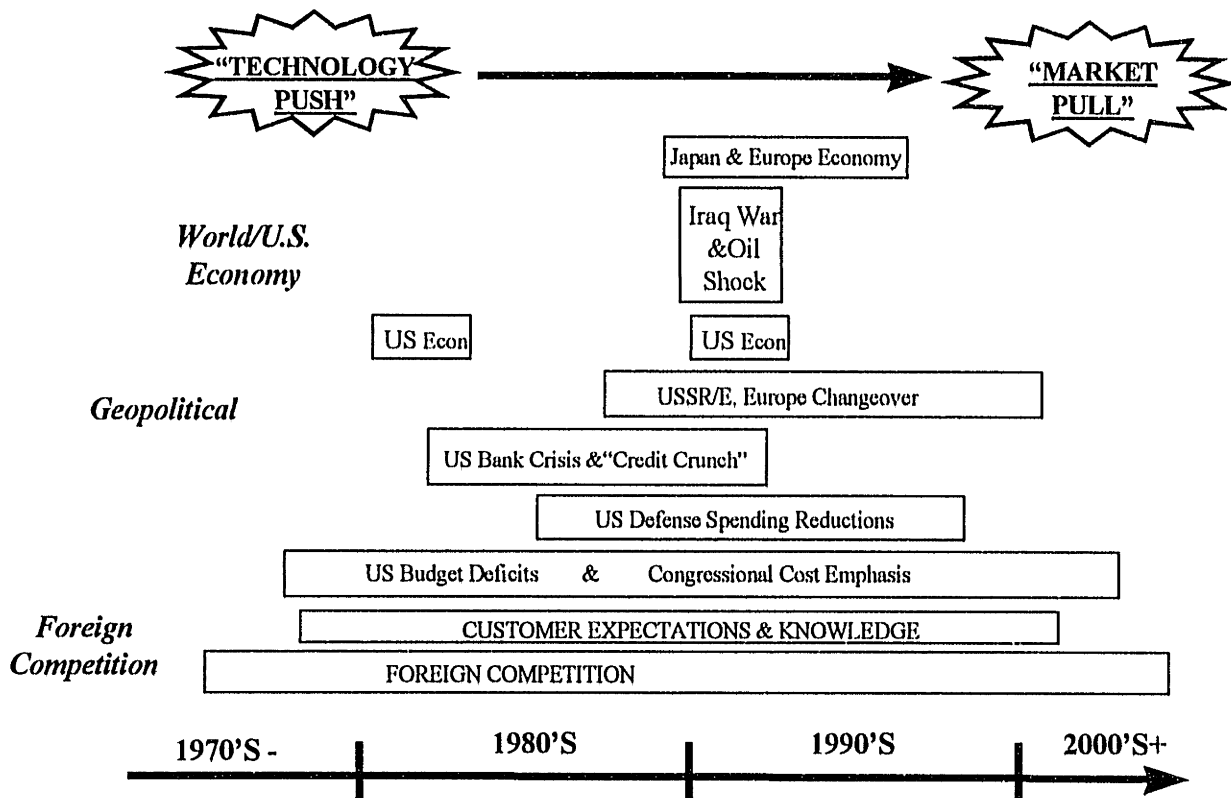 “TECHNOLOGY
PUSH”
“MARKET
PULL”
Japan & Europe Economy
World/U.S.
Economy
Iraq War
&Oil
Shock
US Econ
US Econ
Geopolitical
USSR/E, Europe Changeover
US Bank Crisis &“Credit Crunch”
US Defense Spending Reductions
US Budget Deficits & Congressional Cost Emphasis
Foreign
Competition
CUSTOMER EXPECTATIONS & KNOWLEDGE
FOREIGN COMPETITION
1970'S -
1980'S
1990'S
2000'S+